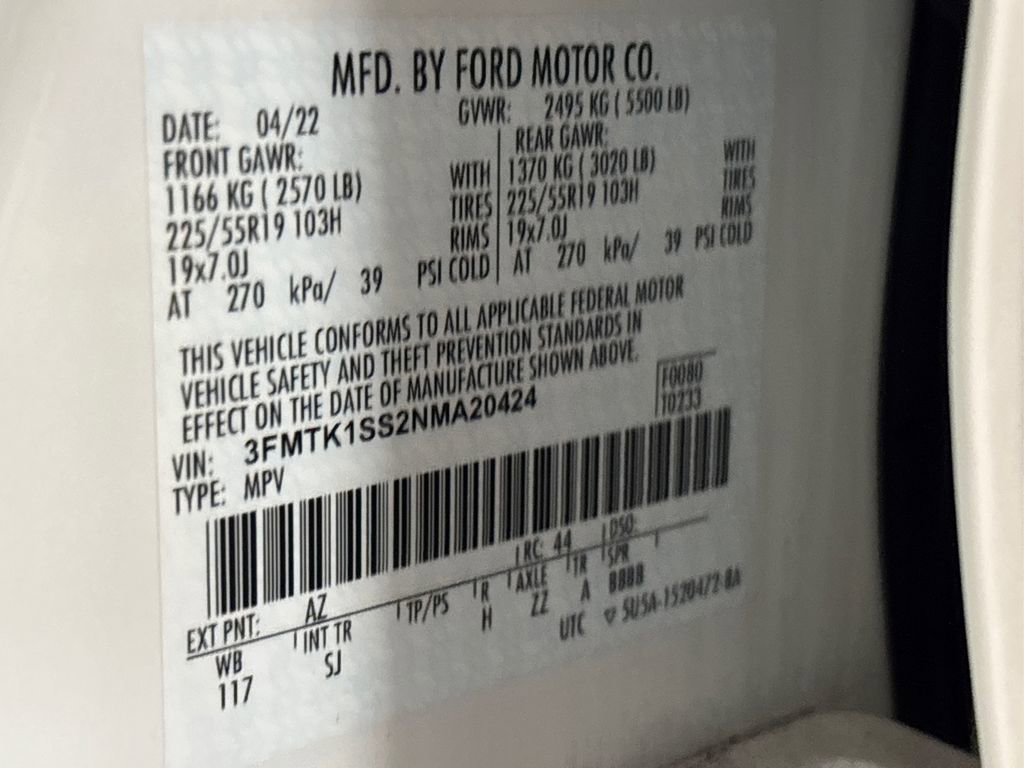 MFD. BY FORD MOTOR CO.
DATE: 04/22 GVWR: 2495 KG ( 5500 LB)
FRONT GAWR: REAR GAWR:
1166 KG ( 2570 LB) WITH 1370 KG ( 3020 LB) WITH
225/55R19 103H TIRES 225/55R19 103H TIRES
19x7.0J RIMS 19x7.0J RIMS
AT 270 kPa/ 39 PSI COLD AT 270 kPa/ 39 PSI COLD
THIS VEHICLE CONFORMS TO ALL APPLICABLE FEDERAL MOTOR
VEHICLE SAFETY AND THEFT PREVENTION STANDARDS IN
EFFECT ON THE DATE OF MANUFACTURE SHOWN ABOVE.
F0080
T0233
VIN: 3FMTK1SS2NMA20424
TYPE: MPV
EXT PNT: AZ RC: 44 DSO:
WB INT TR TP/PS R AXLE TR SPR
117 SJ H ZZ A BBBB
UTC 5U5A-1520472-BA